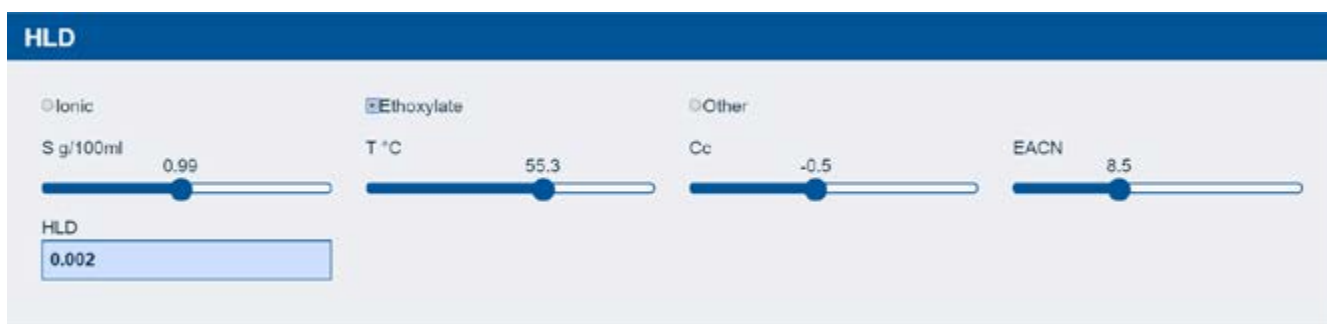 HLD
Ionic Ethoxylate Other
S g/100ml T °C Cc EACN
0.99 55.3 -0.5 8.5
HLD
0.002